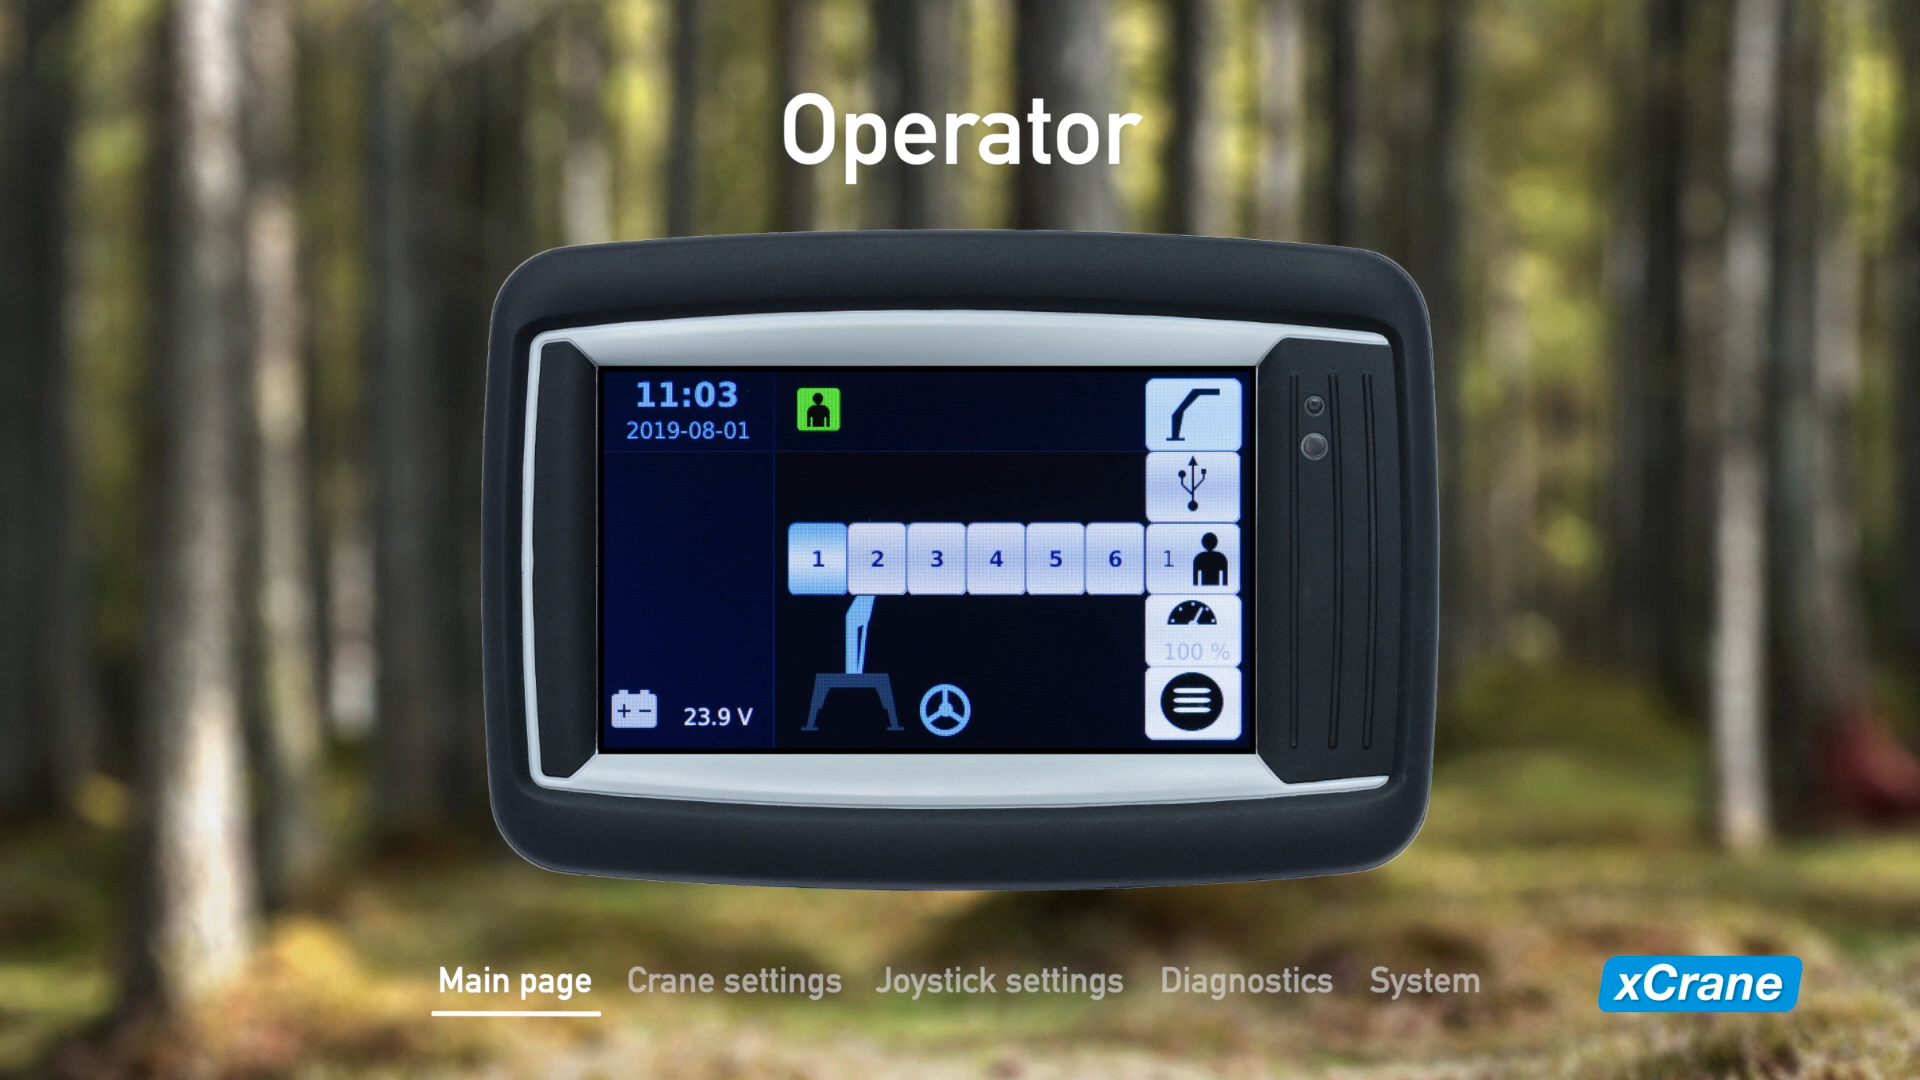 Operator
11:03
2019-08-01
1 2 3 4 5 6 1
100 %
+ - 23.9 V
Main page Crane settings Joystick settings Diagnostics System
xCrane